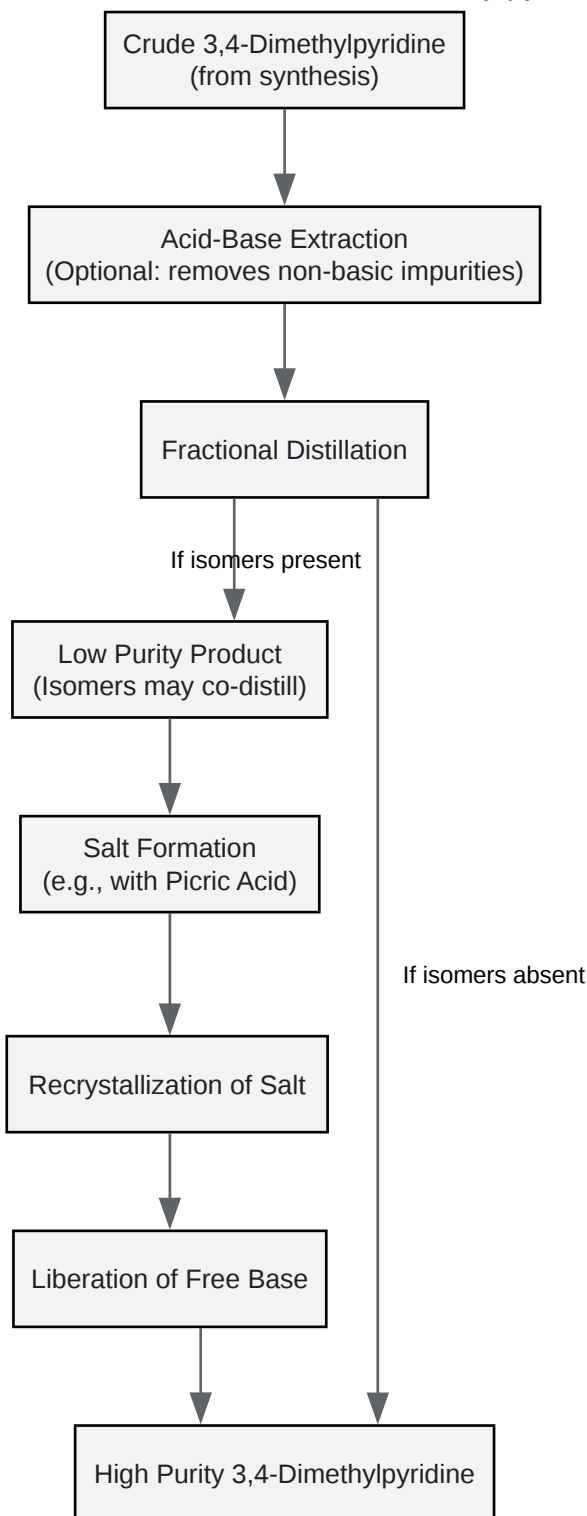 Crude 3,4-Dimethylpyridine
(from synthesis)
Acid-Base Extraction
(Optional: removes non-basic impurities)
Fractional Distillation
If isomers present
Low Purity Product
(Isomers may co-distill)
Salt Formation
(e.g., with Picric Acid)
If isomers absent
Recrystallization of Salt
Liberation of Free Base
High Purity 3,4-Dimethylpyridine